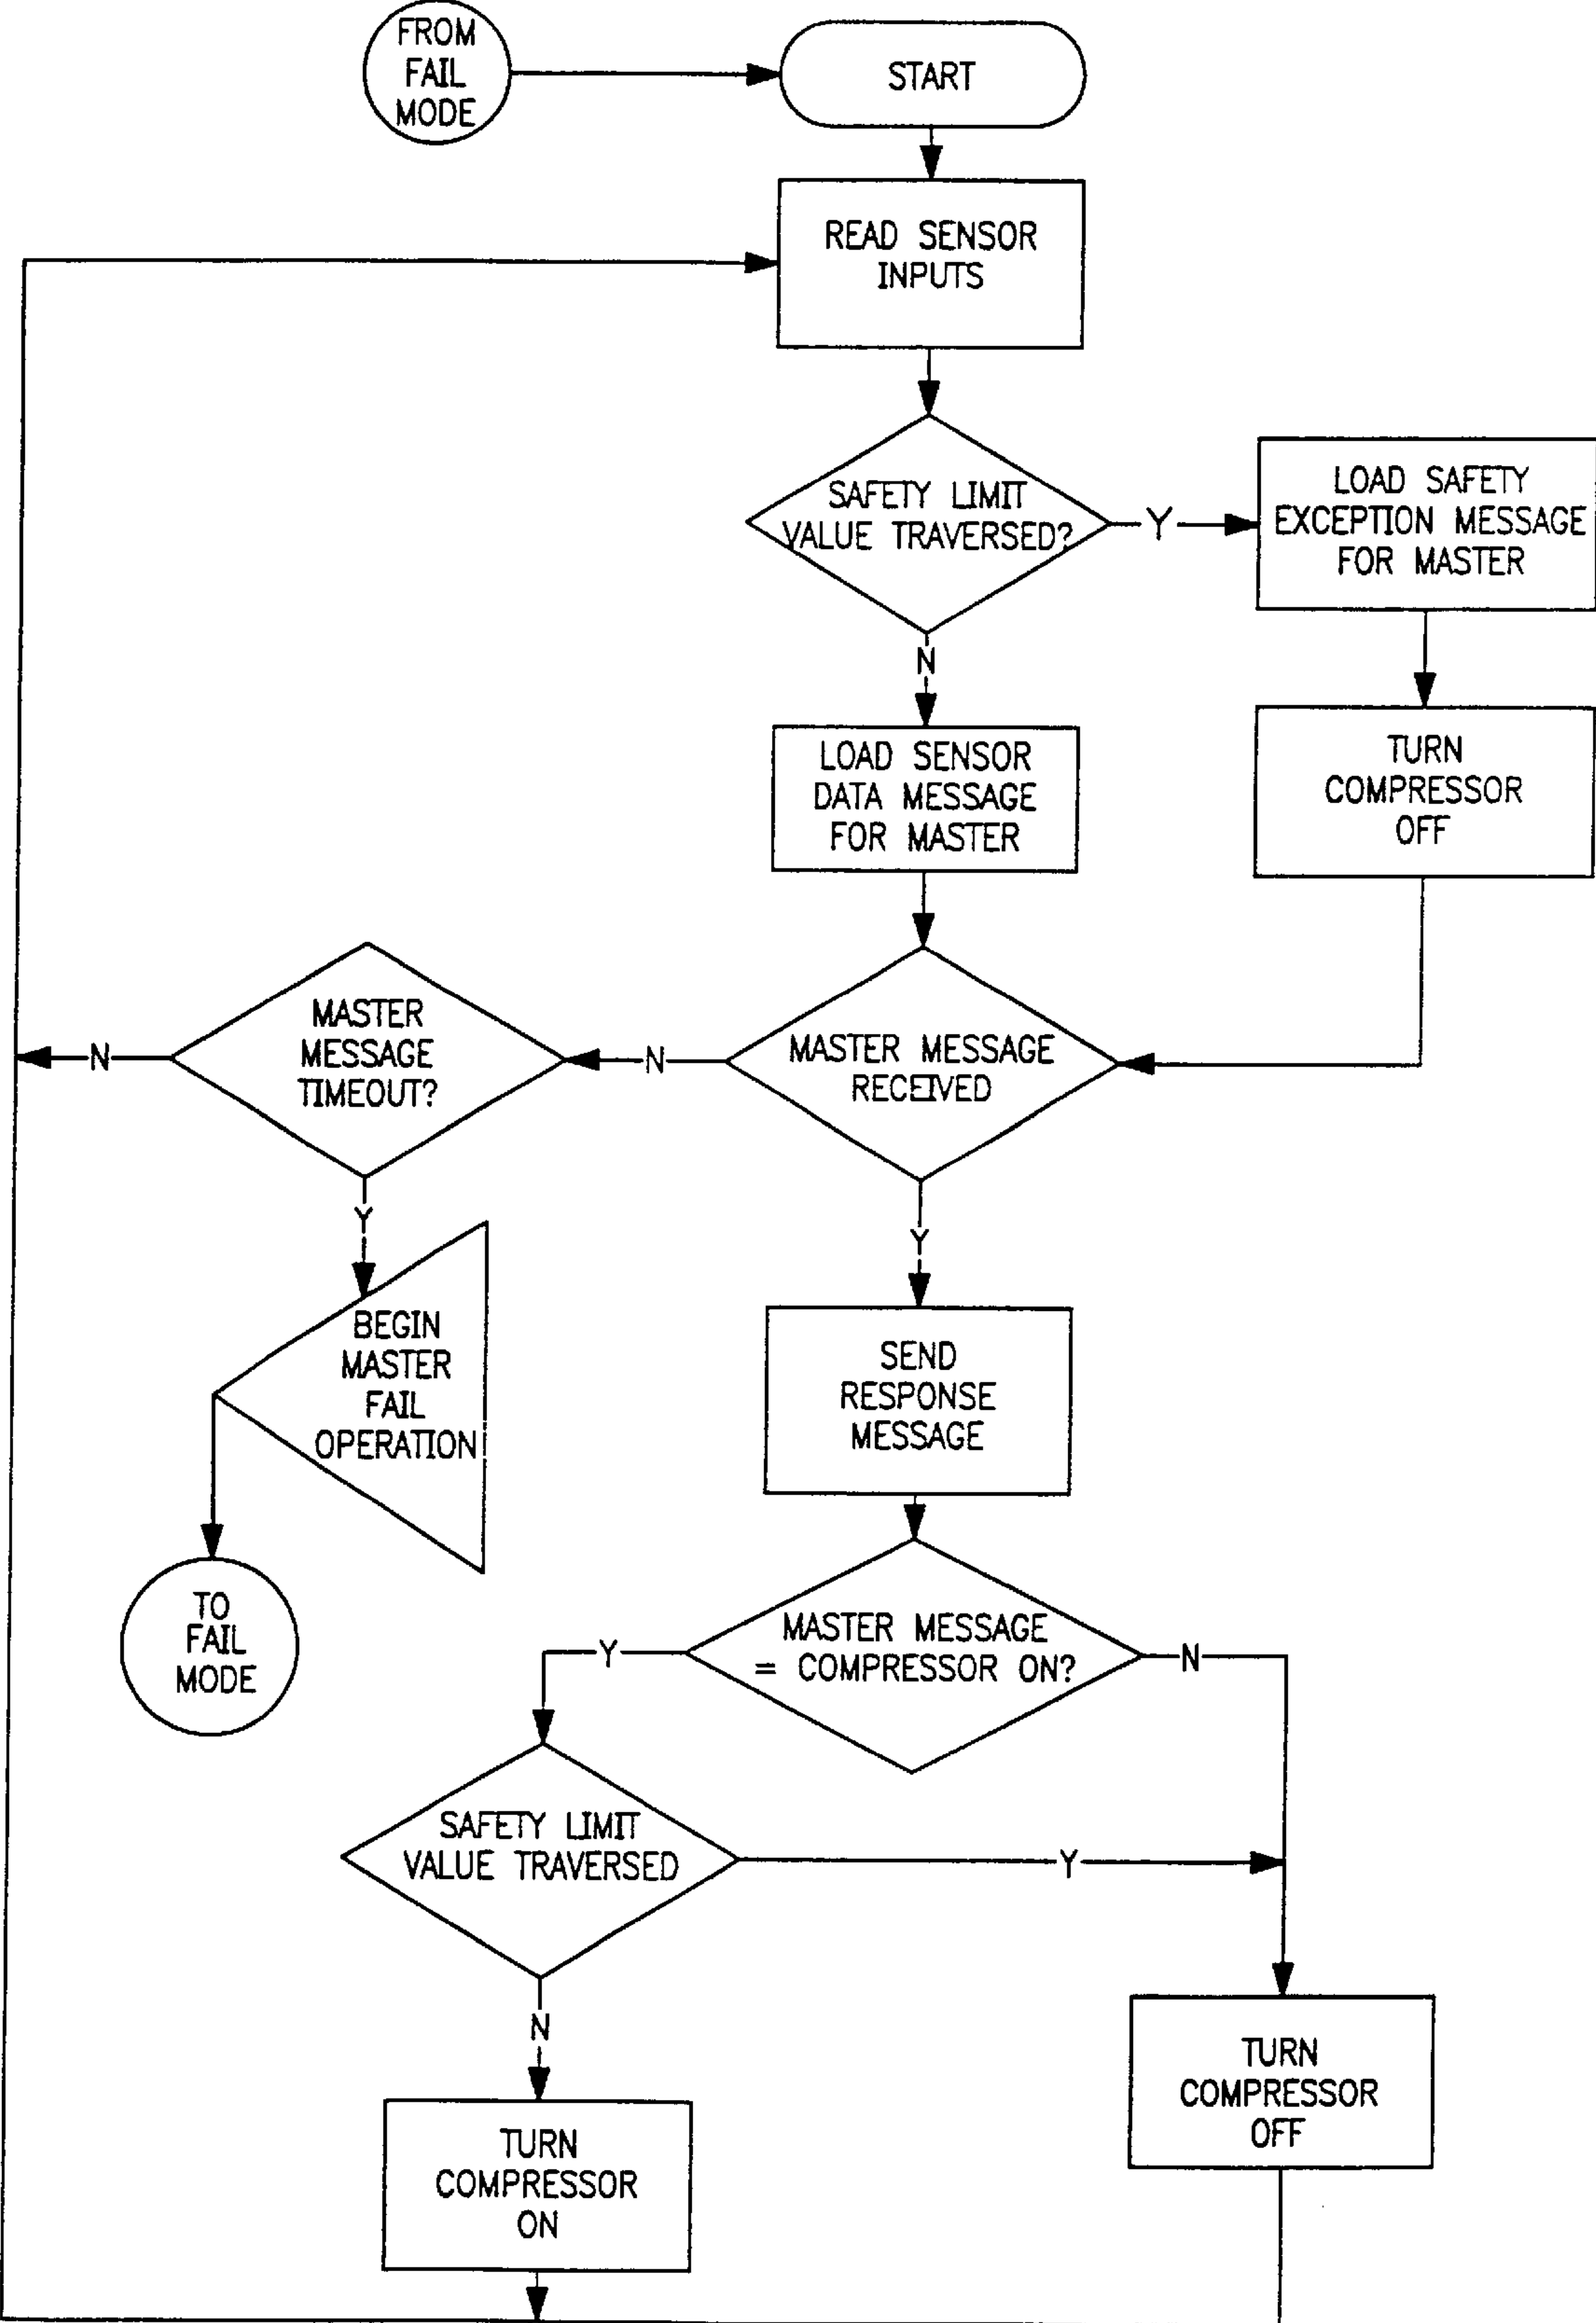 FROM
FAIL
MODE
START
READ SENSOR
INPUTS
SAFETY LIMIT
VALUE TRAVERSED?
Y
LOAD SAFETY
EXCEPTION MESSAGE
FOR MASTER
N
TURN
COMPRESSOR
OFF
LOAD SENSOR
DATA MESSAGE
FOR MASTER
MASTER MESSAGE
RECEIVED
N
MASTER
MESSAGE
TIMEOUT?
N
Y
BEGIN
MASTER
FAIL
OPERATION
TO
FAIL
MODE
Y
SEND
RESPONSE
MESSAGE
MASTER MESSAGE
= COMPRESSOR ON?
Y
N
SAFETY LIMIT
VALUE TRAVERSED
Y
N
TURN
COMPRESSOR
ON
TURN
COMPRESSOR
OFF